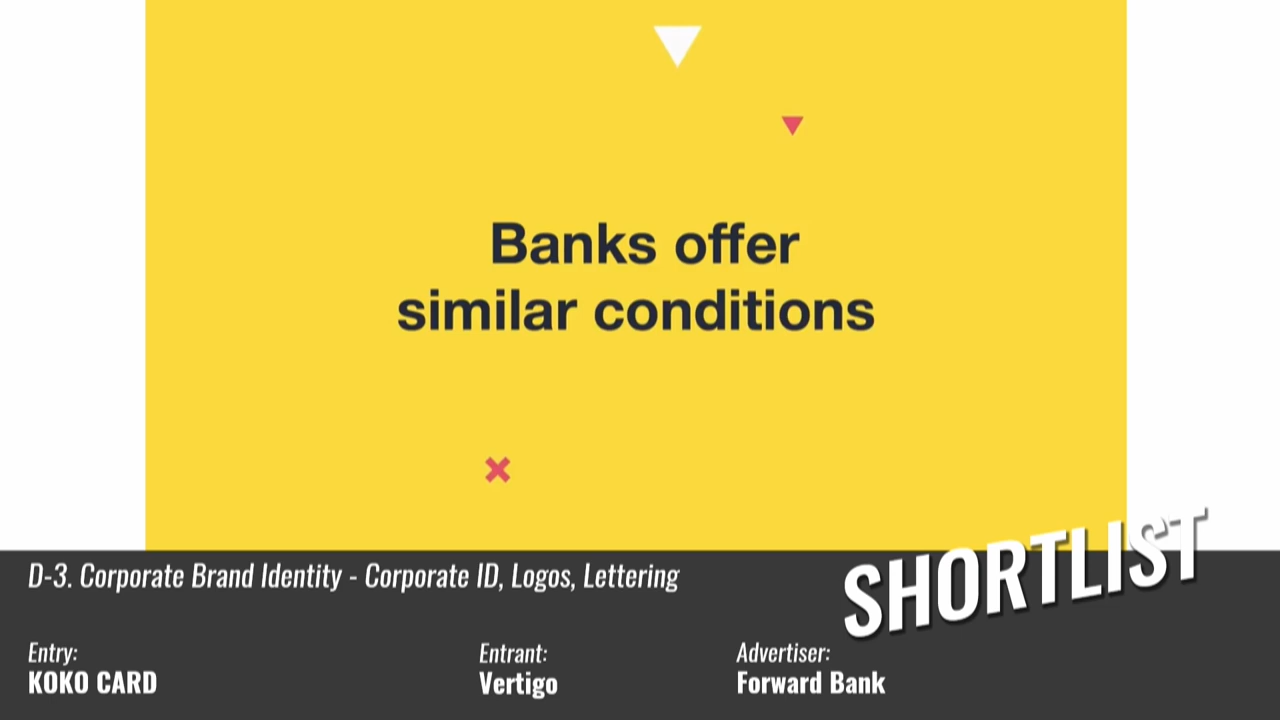 Banks offer
similar conditions
SHORTLIST
D-3. Corporate Brand Identity - Corporate ID, Logos, Lettering
Entry:
KOKO CARD
Entrant:
Vertigo
Advertiser:
Forward Bank